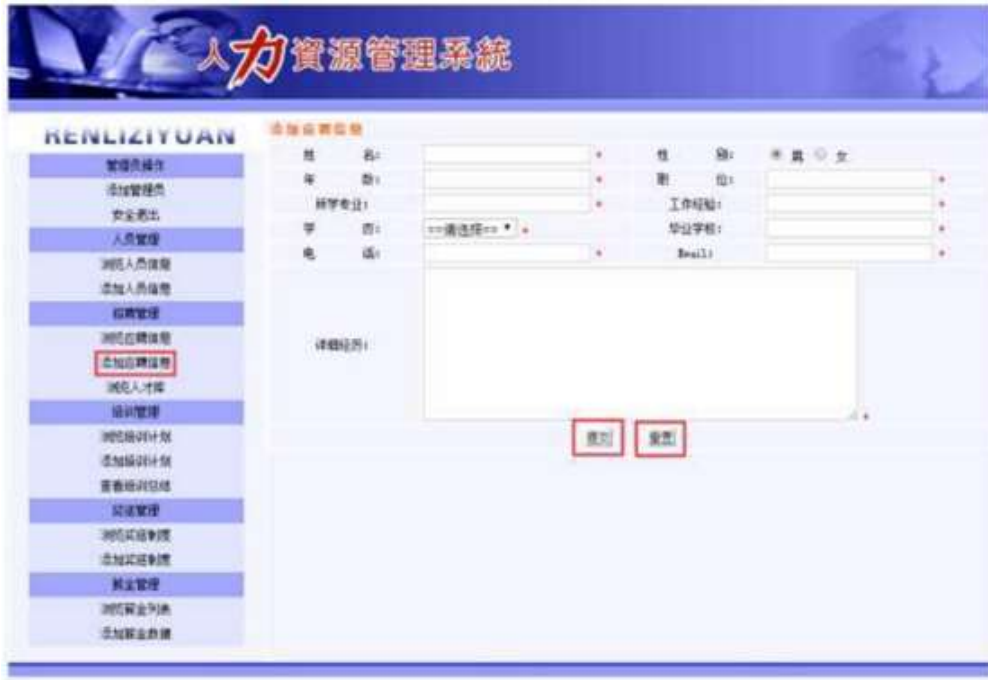 人力資源管理系統
RENLIZIYUAN
管理员操作
添加管理员
安全退出
人员管理
浏览人员信息
添加人员信息
招聘管理
浏览应聘信息
添加应聘信息
浏览人才库
培训管理
浏览培训计划
添加培训计划
查看培训总结
奖惩管理
浏览奖惩制度
添加奖惩制度
薪金管理
浏览薪金列表
添加薪金数据
添加应聘信息
姓 名: * 性 别: 男 女
年 龄: * 职 位: *
所学专业: * 工作经验: *
学 历: ==请选择== * 毕业学校: *
电 话: * Email: *
详细经历: *
提交 重置